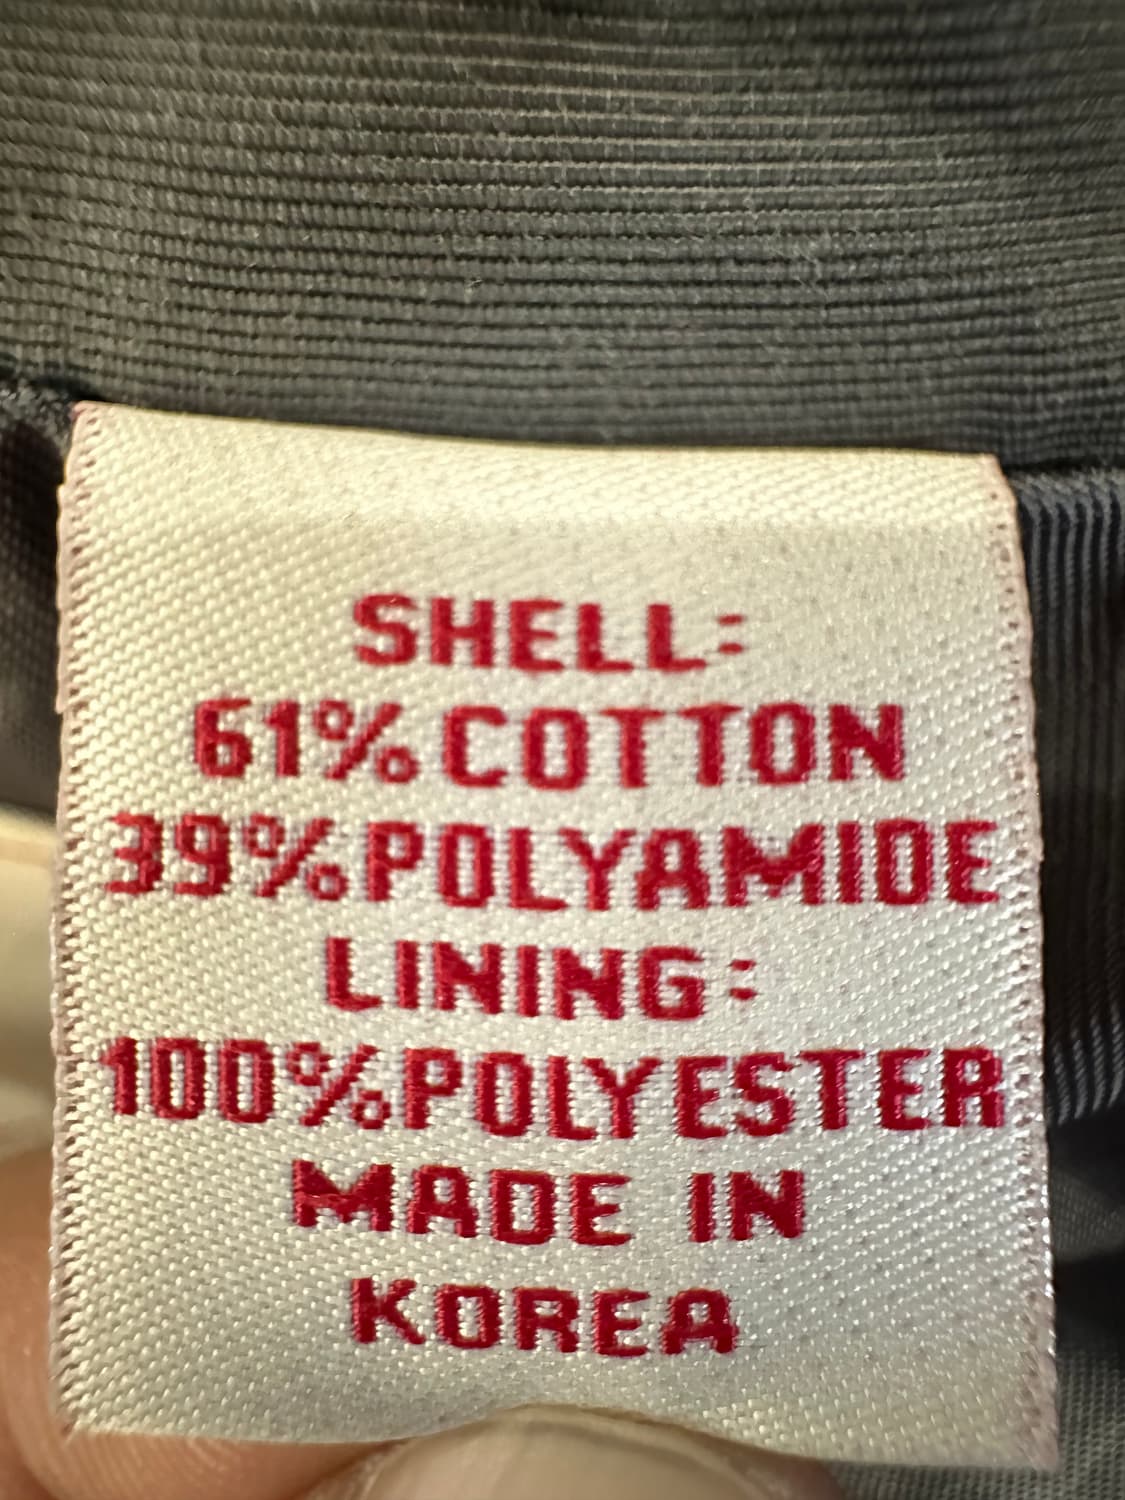 SHELL:
61% COTTON
39% POLYAMIDE
LINING:
100% POLYESTER
MADE IN
KOREA